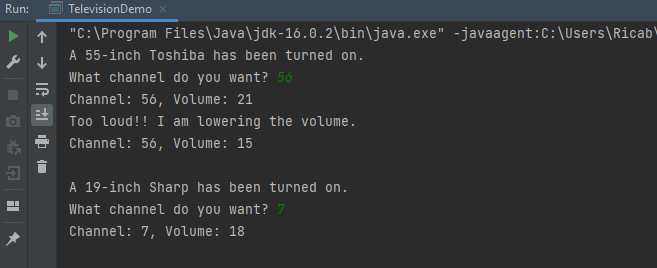 Run: TelevisionDemo
"C:\Program Files\Java\jdk-16.0.2\bin\java.exe" -javaagent:C:\Users\Ricab\
A 55-inch Toshiba has been turned on.
What channel do you want? 56
Channel: 56, Volume: 21
Too loud!! I am lowering the volume.
Channel: 56, Volume: 15
A 19-inch Sharp has been turned on.
What channel do you want? 7
Channel: 7, Volume: 18